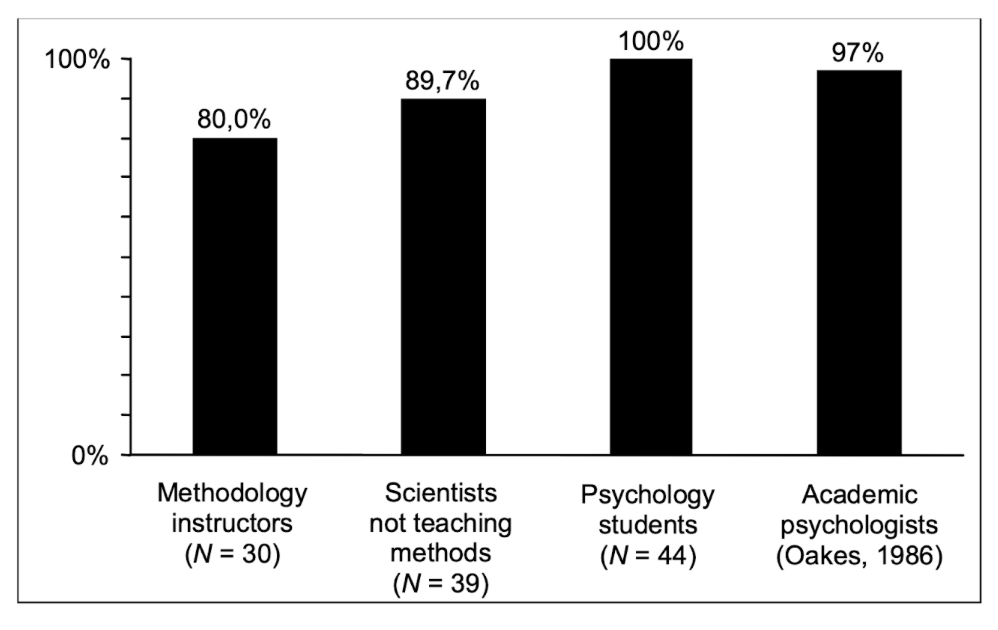 100%
0%
80,0%
89,7%
100%
97%
Methodology
instructors
(N = 30)
Scientists
not teaching
methods
(N = 39)
Psychology
students
(N = 44)
Academic
psychologists
(Oakes, 1986)